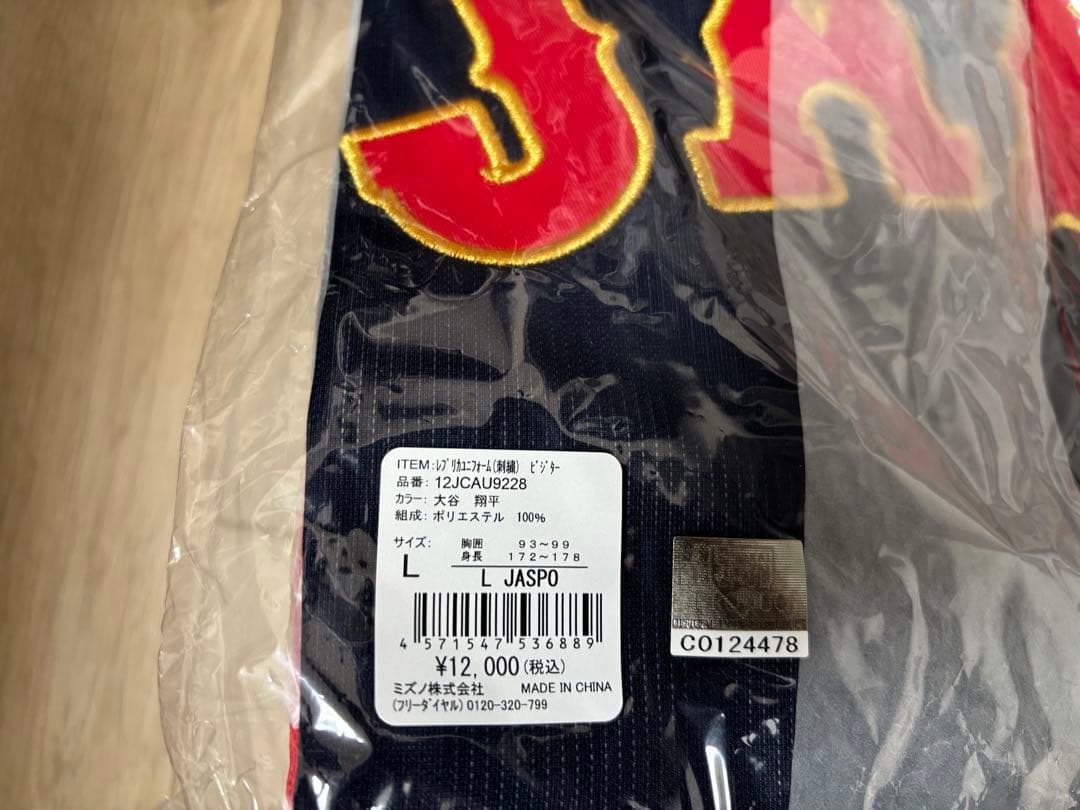 JA
ITEM:ﾚﾌﾟﾘｶﾕﾆﾌｫｰﾑ(刺繍) ﾋﾞｼﾞﾀｰ
品番: 12JCAU9228
カラー: 大谷 翔平
組成: ポリエステル 100%
サイズ: 胸囲 93~99
身長 172~178
L
L JASPO
4 571547 536889
¥12,000(税込)
ミズノ株式会社 MADE IN CHINA
(フリーダイヤル) 0120-320-799
CO124478